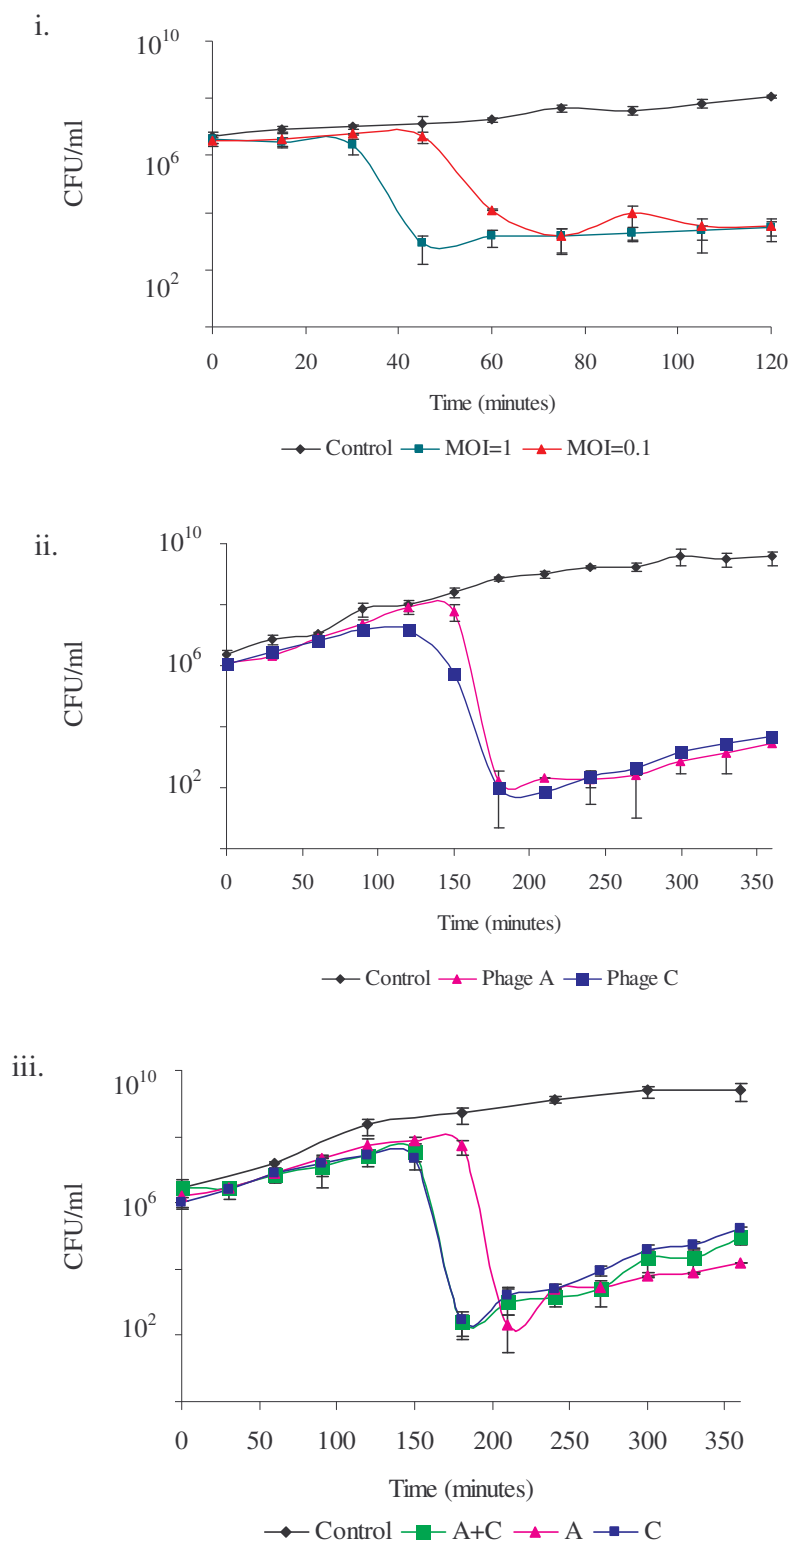 i.
10^10
10^6
10^2
CFU/ml
0 20 40 60 80 100 120
Time (minutes)
Control MOI=1 MOI=0.1
ii.
10^10
10^6
10^2
CFU/ml
0 50 100 150 200 250 300 350
Time (minutes)
Control Phage A Phage C
iii.
10^10
10^6
10^2
CFU/ml
0 50 100 150 200 250 300 350
Time (minutes)
Control A+C A C